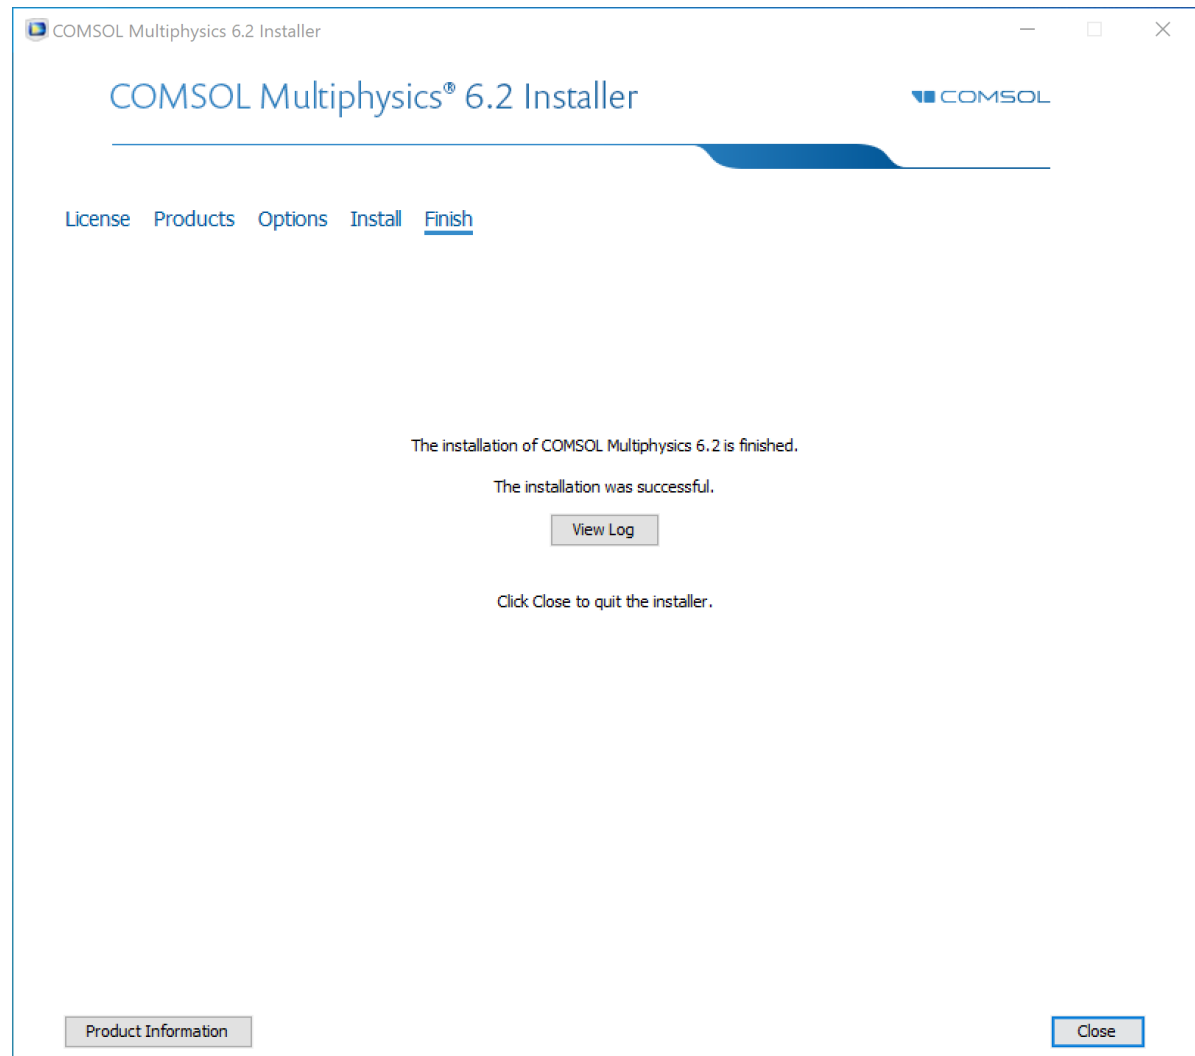 COMSOL Multiphysics 6.2 Installer
COMSOL Multiphysics® 6.2 Installer
COMSOL
License Products Options Install Finish
The installation of COMSOL Multiphysics 6.2 is finished.
The installation was successful.
View Log
Click Close to quit the installer.
Product Information
Close